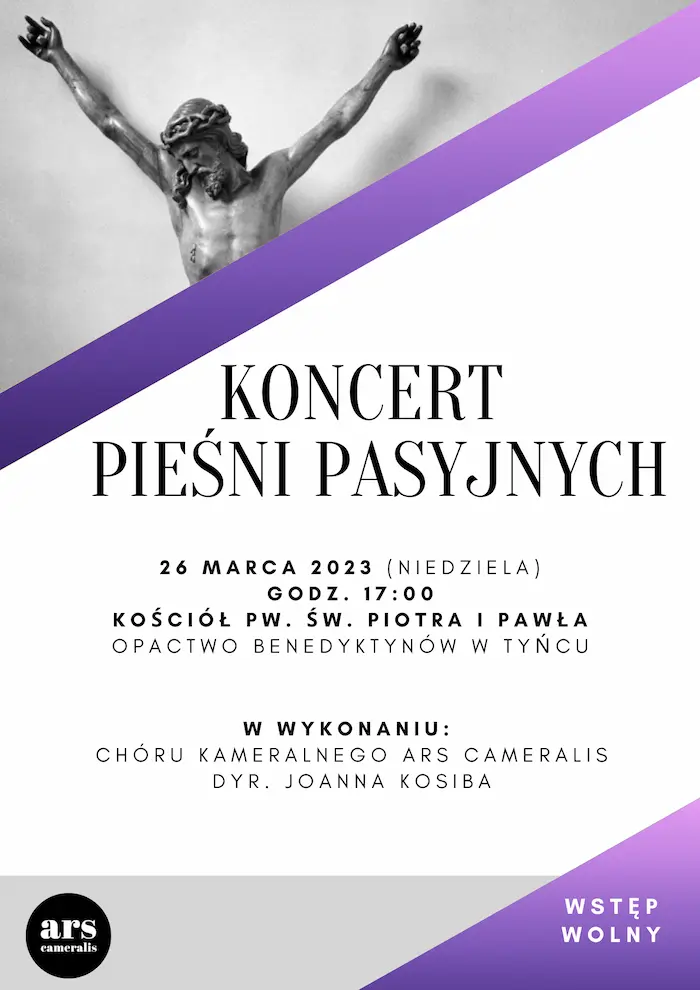 KONCERT
PIEŚNI PASYJNYCH
26 MARCA 2023 (NIEDZIELA)
GODZ. 17:00
KOŚCIÓŁ PW. ŚW. PIOTRA I PAWŁA
OPACTWO BENEDYKTYNÓW W TYŃCU
W WYKONANIU:
CHÓRU KAMERALNEGO ARS CAMERALIS
DYR. JOANNA KOSIBA
ars
cameralis
WSTĘP
WOLNY